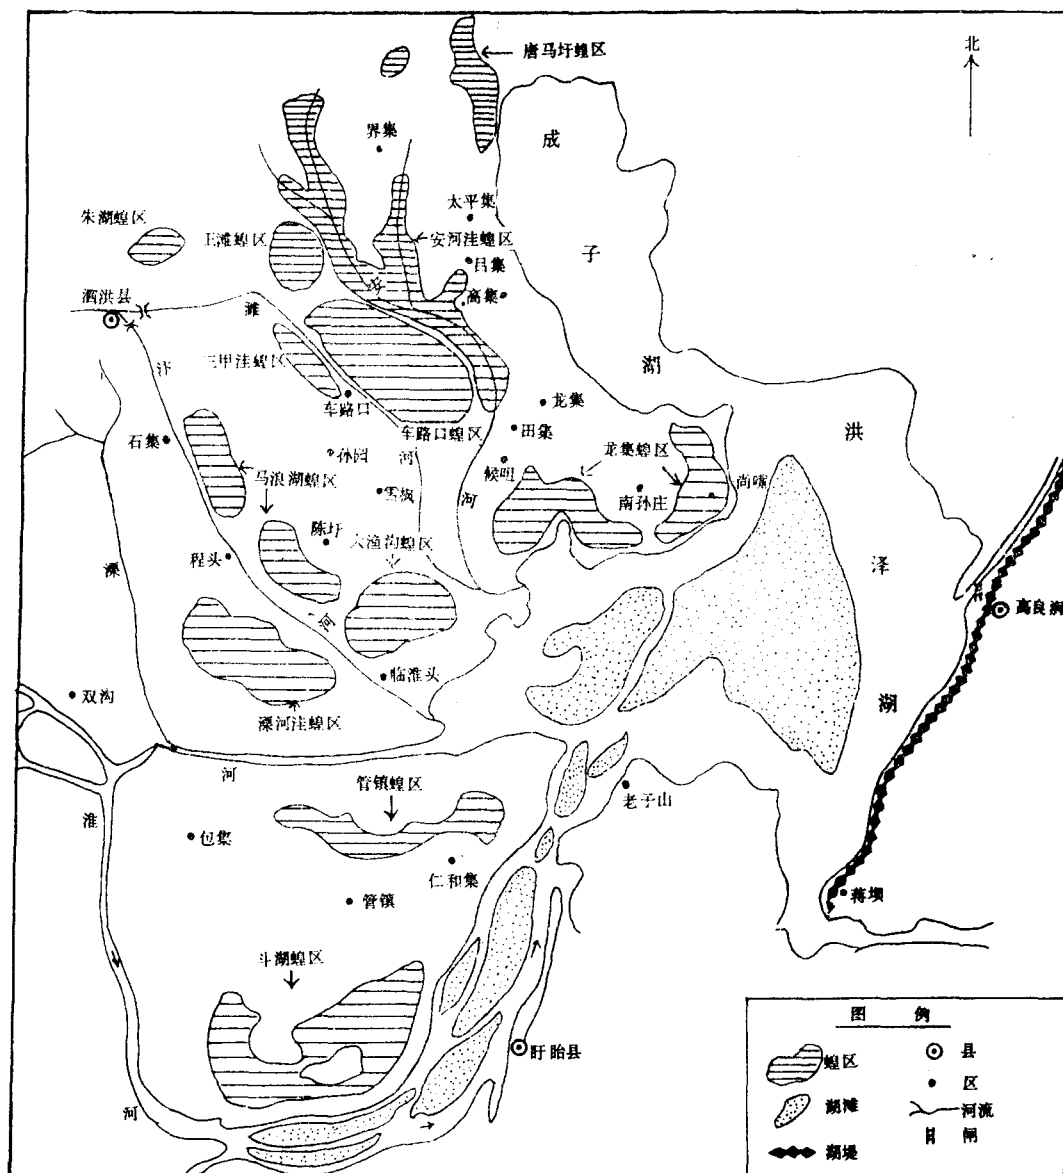 唐马圩蝗区
北
界集
成
太平集
朱湖蝗区
王滩蝗区
安河洼蝗区
子
吕集
泗洪县
高集
濉
汴
三甲洼蝗区
湖
车路口
龙集
洪
石集
车路口蝗区
田集
孙园
河
龙集蝗区
马浪湖蝗区
候咀
尚嘴
雪枫
河
南孙庄
陈圩
大渔沟蝗区
泽
程头
溧
河
高良涧
临淮头
双沟
溧河洼蝗区
湖
河
管镇蝗区
老子山
淮
包集
仁和集
管镇
蒋坝
斗湖蝗区
盱眙县
河
图 例
蝗区
县
区
湖滩
河流
闸
湖堤